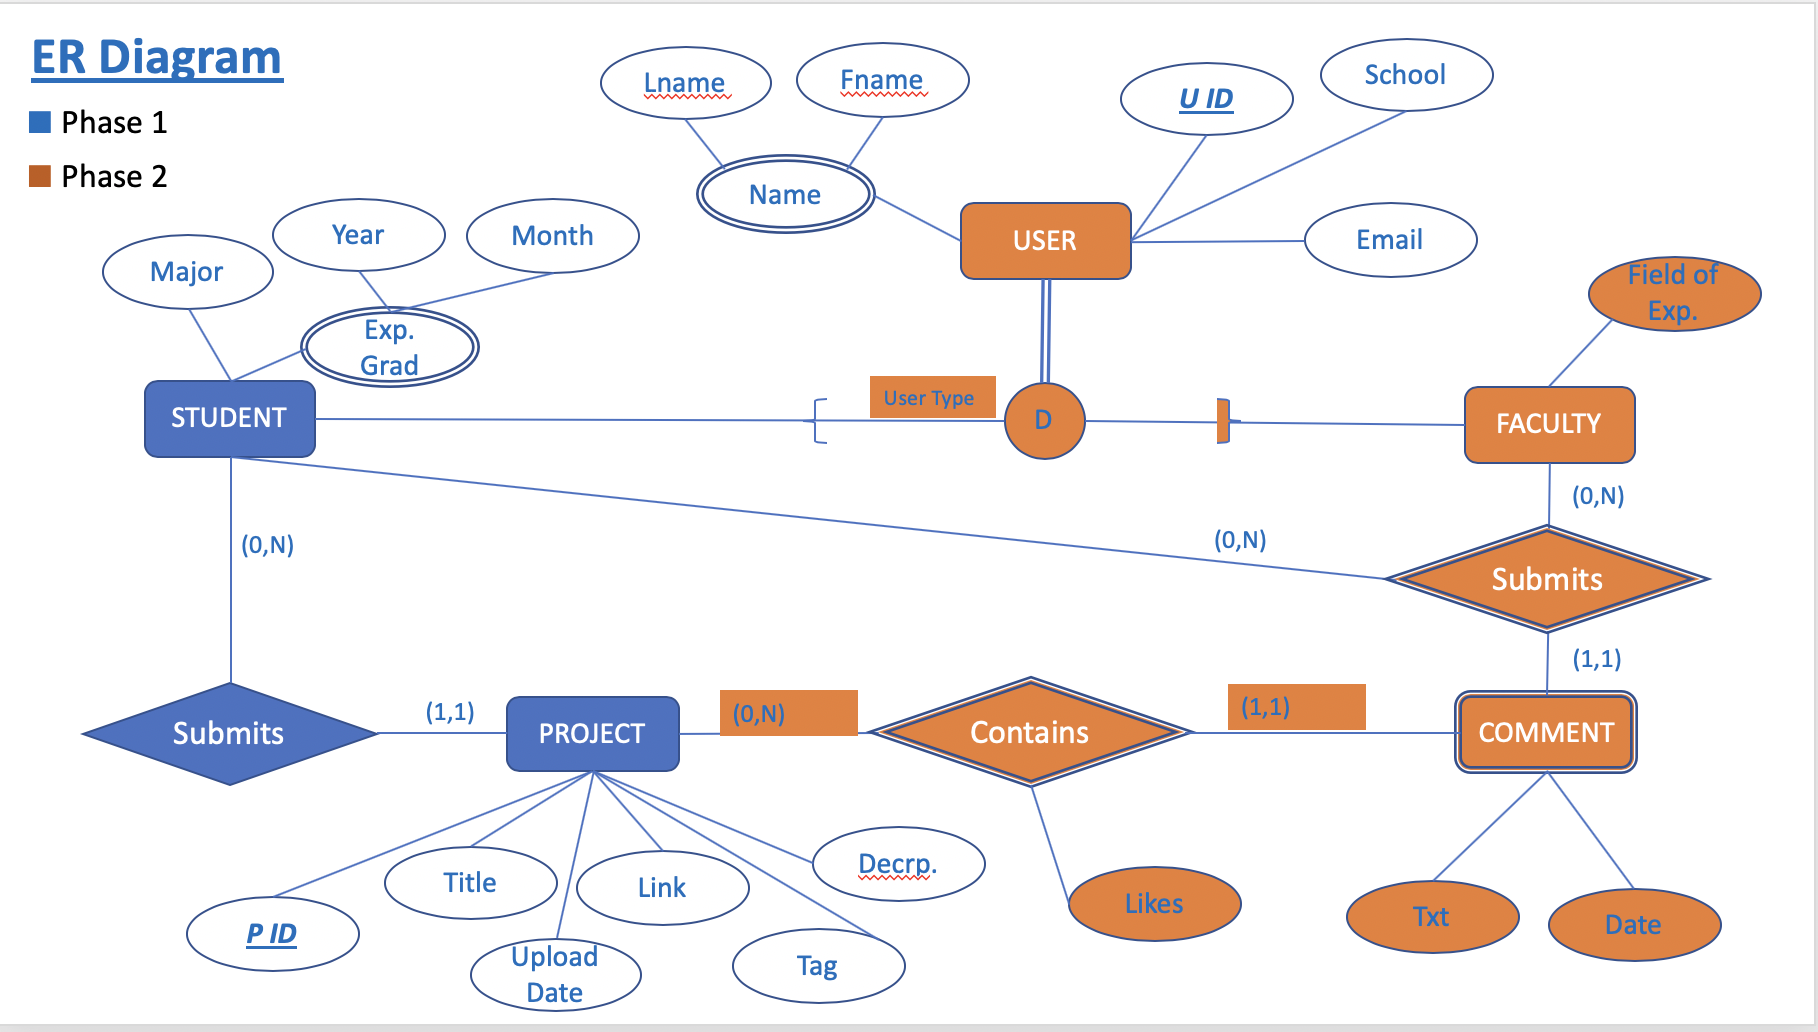 ER Diagram
Phase 1
Phase 2
Lname
Fname
U ID
School
Name
USER
Email
Major
Year
Month
Exp.
Grad
Field of
Exp.
STUDENT
User Type
D
FACULTY
(0,N)
(0,N)
(0,N)
Submits
(1,1)
Submits
(1,1)
PROJECT
(0,N)
Contains
(1,1)
COMMENT
P ID
Title
Upload
Date
Link
Tag
Decrp.
Likes
Txt
Date